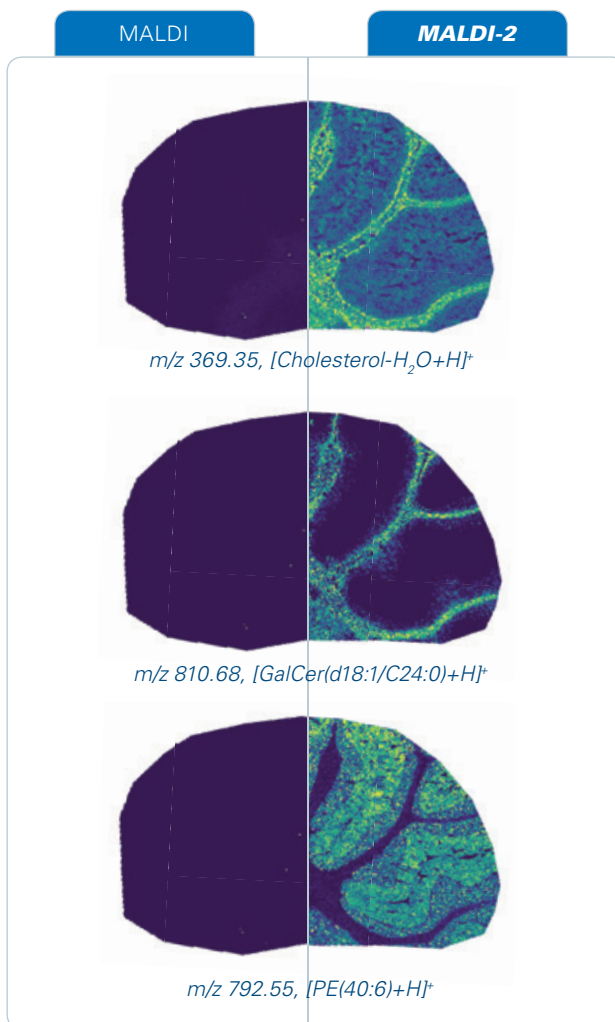 MALDI
MALDI-2
m/z 369.35, [Cholesterol-H₂O+H]⁺
m/z 810.68, [GalCer(d18:1/C24:0)+H]⁺
m/z 792.55, [PE(40:6)+H]⁺